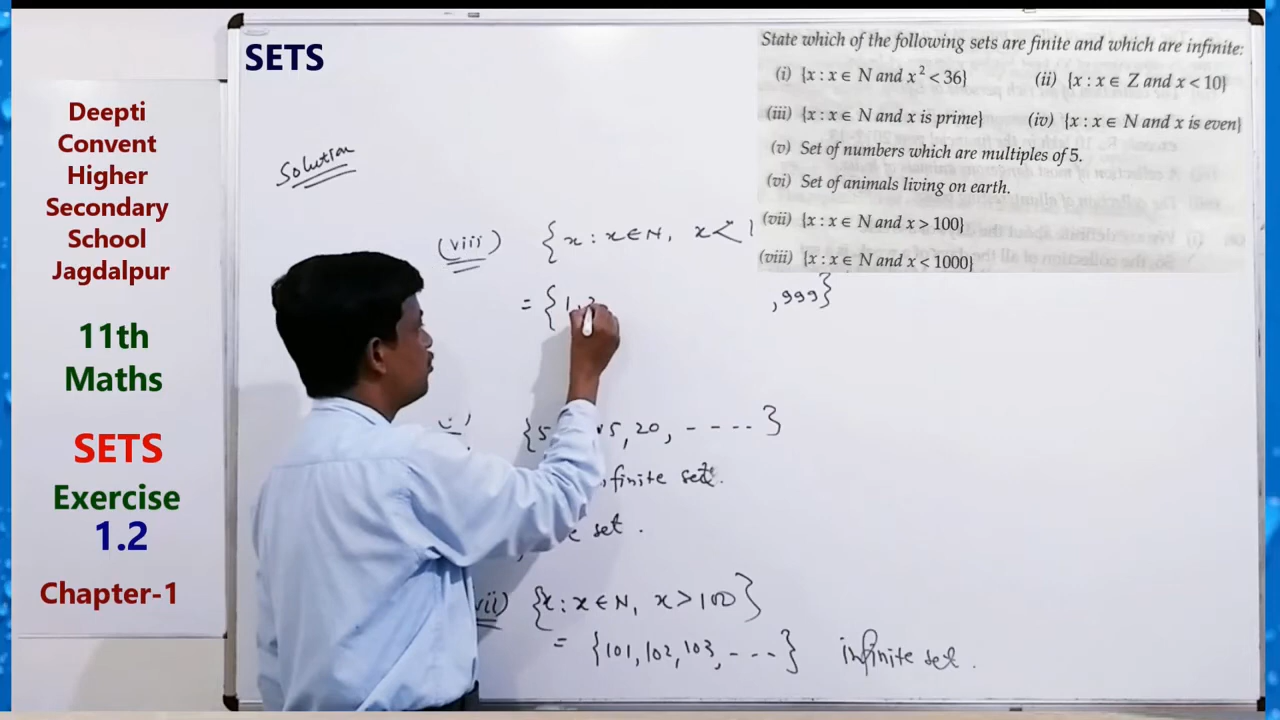 SETS
Deepti
Convent
Higher
Secondary
School
Jagdalpur
11th
Maths
SETS
Exercise
1.2
Chapter-1
State which of the following sets are finite and which are infinite:
(i) {x : x ∈ N and x² < 36} (ii) {x : x ∈ Z and x < 10}
(iii) {x : x ∈ N and x is prime} (iv) {x : x ∈ N and x is even}
(v) Set of numbers which are multiples of 5.
(vi) Set of animals living on earth.
(vii) {x : x ∈ N and x > 100}
(viii) {x : x ∈ N and x < 1000}
Solution
(viii) {x : x ∈ N, x <
= {1, ,999}
{5 5, 20, - - - - }
finite set.
set.
{x : x ∈ N, x > 100}
= {101, 102, 103, - - - - } infinite set.